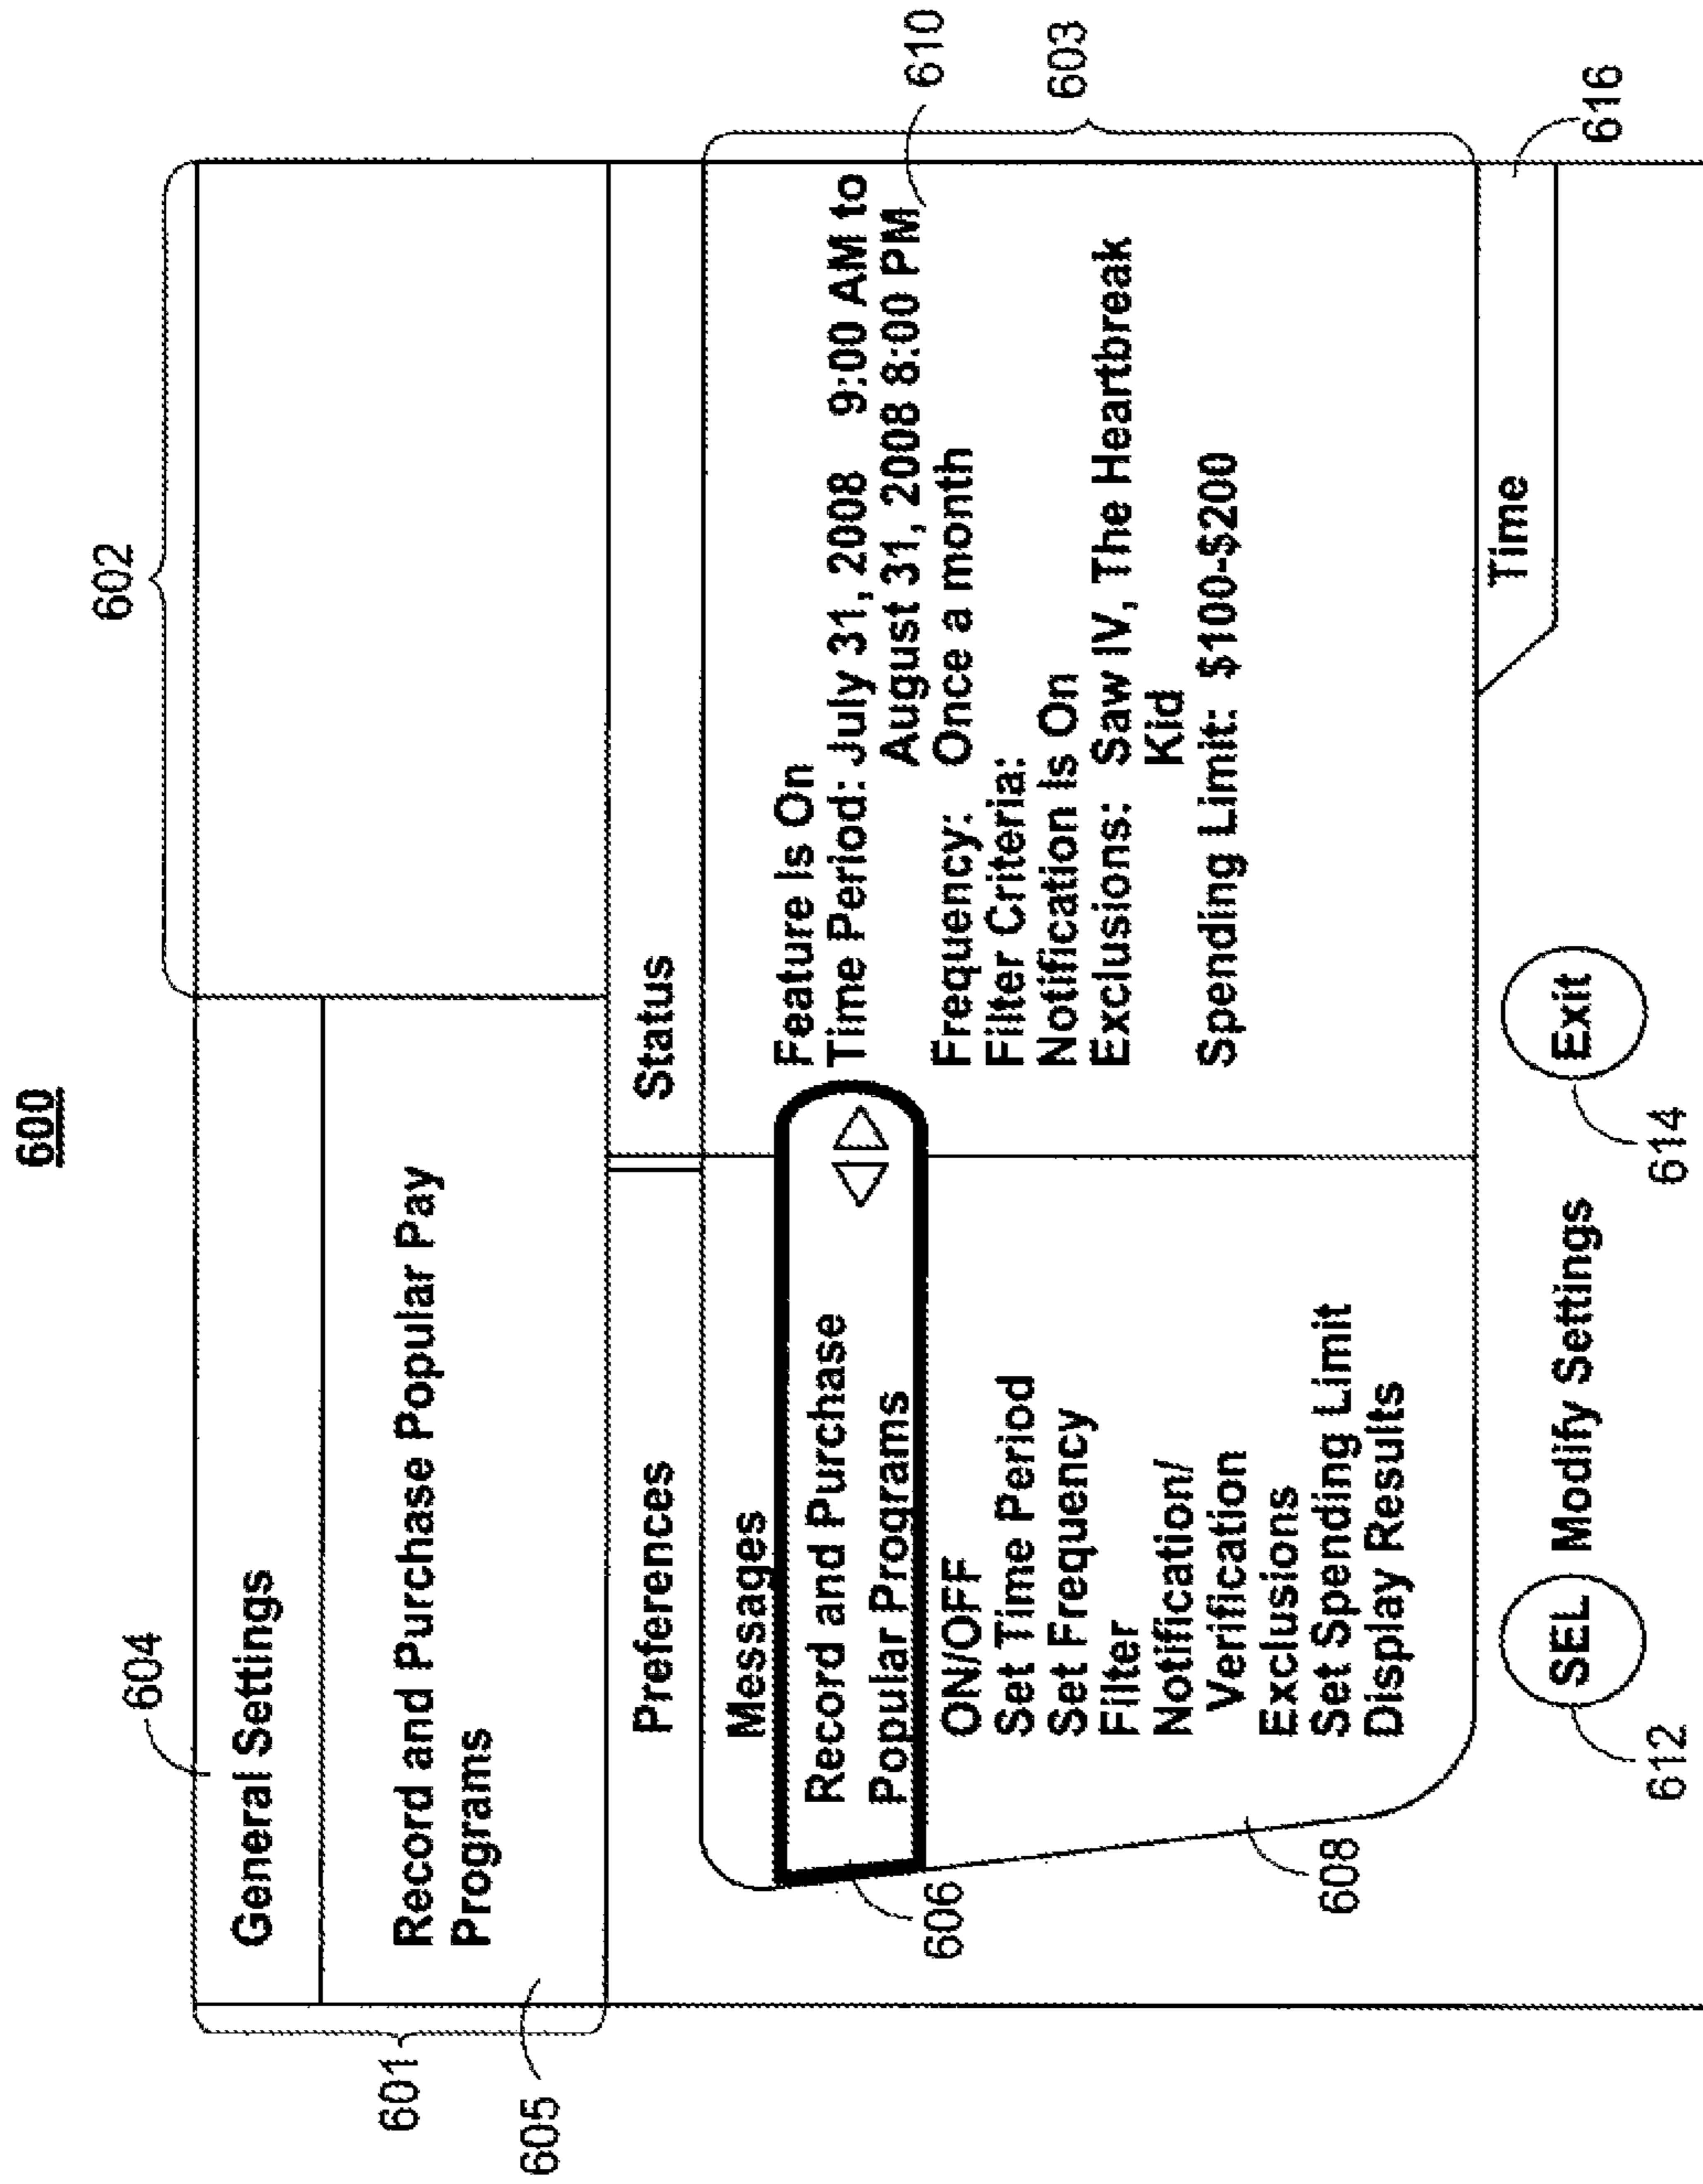 600
602
604
General Settings
601
Record and Purchase Popular Pay
Programs
605
Preferences
Status
Messages
Record and Purchase
Popular Programs
606
ON/OFF
Set Time Period
Set Frequency
Filter
Notification/
Verification
Exclusions
Set Spending Limit
Display Results
608
Feature Is On
Time Period: July 31, 2008 9:00 AM to
August 31, 2008 8:00 PM
610
Frequency: Once a month
Filter Criteria:
Notification Is On
Exclusions: Saw IV, The Heartbreak
Kid
Spending Limit: $100-$200
603
SEL Modify Settings
Exit
Time
612
614
616